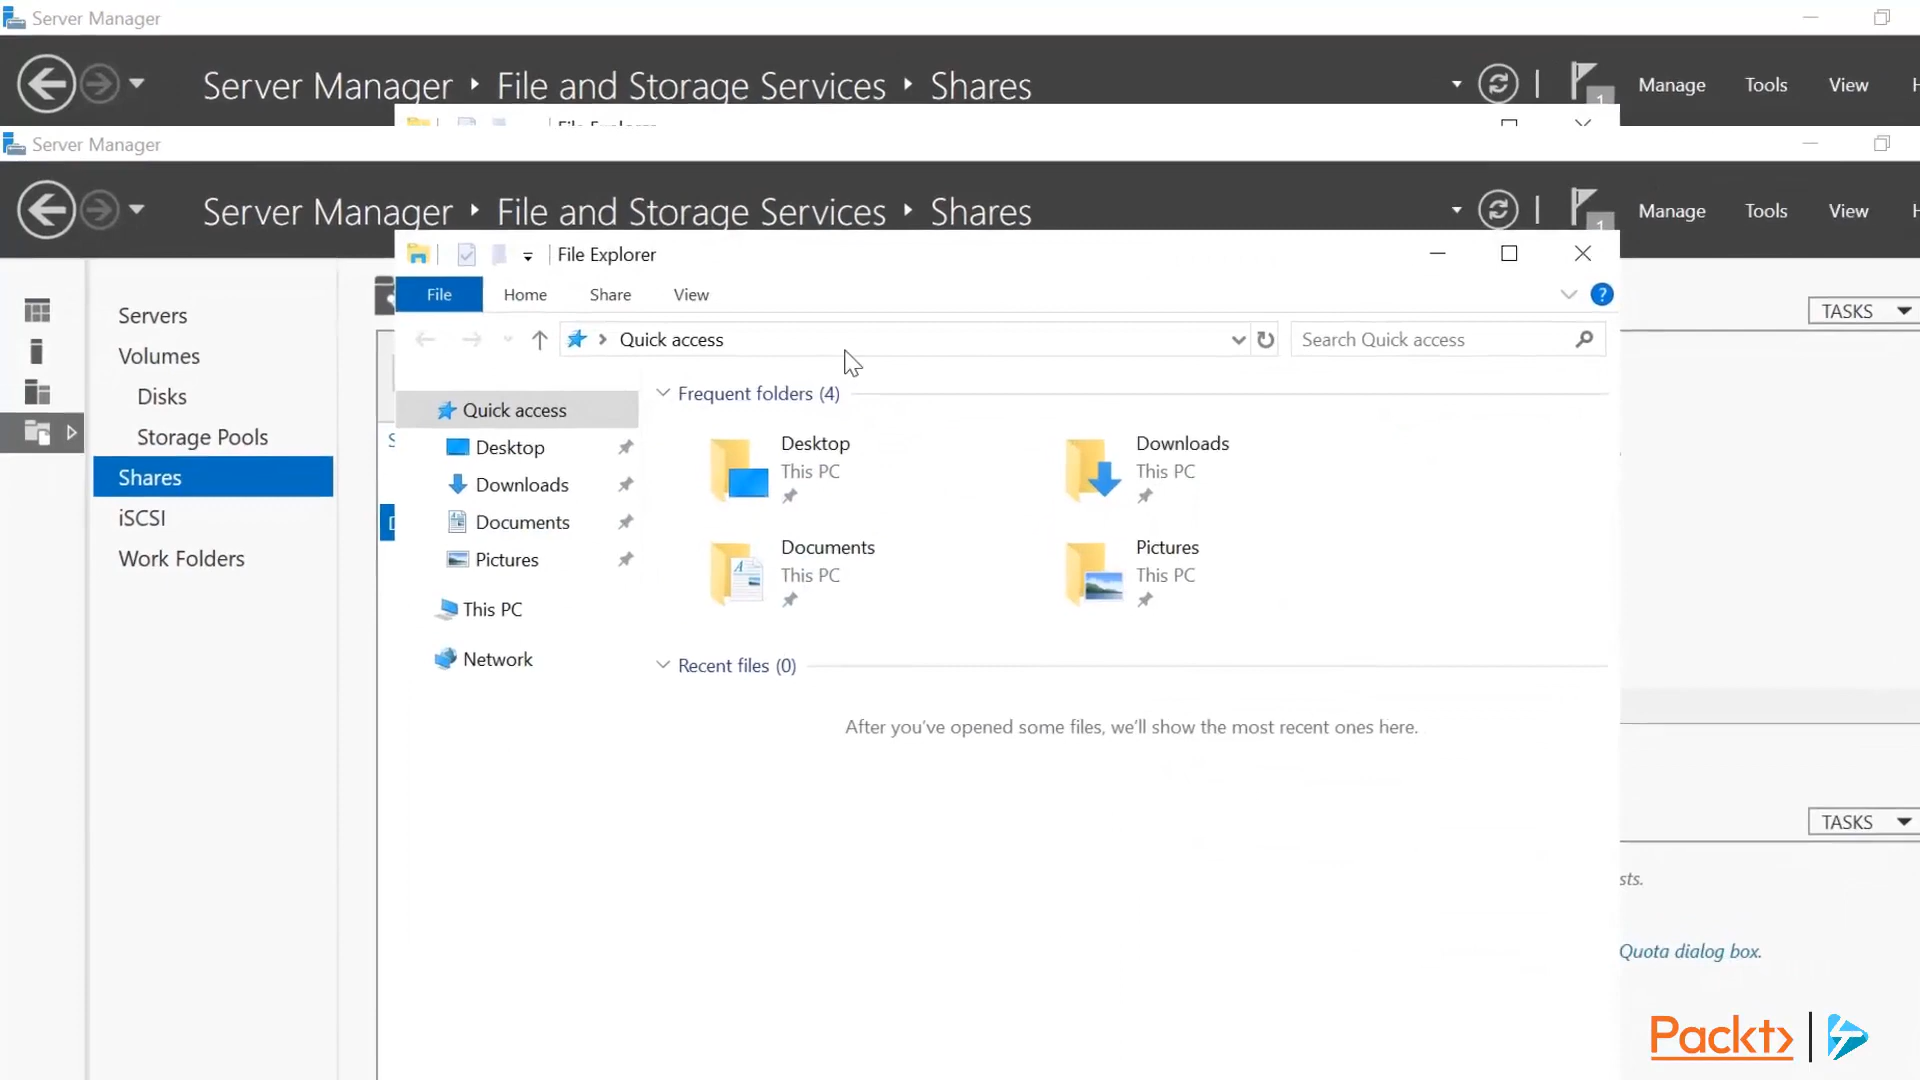 Server Manager
Server Manager • File and Storage Services • Shares
Manage Tools View
1
File Explorer
Server Manager
Server Manager • File and Storage Services • Shares
Manage Tools View
1
File Explorer
File Home Share View
Quick access
Search Quick access
Servers
Volumes
Disks
Storage Pools
Shares
iSCSI
Work Folders
TASKS
Quick access
Desktop
Downloads
Documents
Pictures
This PC
Network
Frequent folders (4)
Desktop
This PC
Downloads
This PC
Documents
This PC
Pictures
This PC
Recent files (0)
After you've opened some files, we'll show the most recent ones here.
TASKS
sts.
Quota dialog box.
Packt